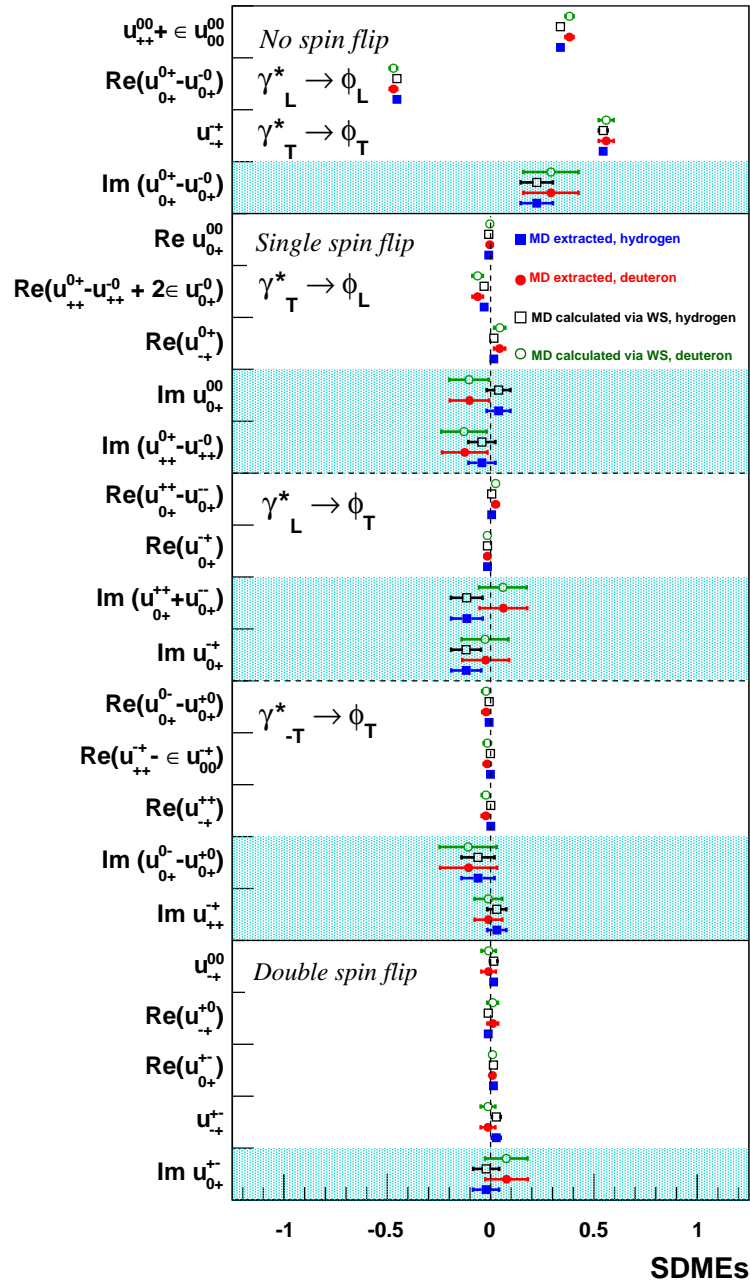 u^{00}_{++} + ∈ u^{00}_{00}
No spin flip
Re(u^{0+}_{0+}-u^{-0}_{0+})
γ^*_L → ϕ_L
u^{-+}_{-+}
γ^*_T → ϕ_T
Im (u^{0+}_{0+}-u^{-0}_{0+})
Re u^{00}_{0+}
Single spin flip
MD extracted, hydrogen
Re(u^{0+}_{++}-u^{-0}_{++} + 2∈ u^{-0}_{0+})
γ^*_T → ϕ_L
MD extracted, deuteron
MD calculated via WS, hydrogen
Re(u^{0+}_{-+})
MD calculated via WS, deuteron
Im u^{00}_{0+}
Im (u^{0+}_{++}-u^{-0}_{++})
Re(u^{++}_{0+}-u^{--}_{0+})
γ^*_L → ϕ_T
Re(u^{-+}_{0+})
Im (u^{++}_{0+}+u^{--}_{0+})
Im u^{-+}_{0+}
Re(u^{0-}_{0+}-u^{+0}_{0+})
γ^*_{-T} → ϕ_T
Re(u^{-+}_{++}- ∈ u^{-+}_{00})
Re(u^{++}_{-+})
Im (u^{0-}_{0+}-u^{+0}_{0+})
Im u^{-+}_{++}
u^{00}_{-+}
Double spin flip
Re(u^{+0}_{-+})
Re(u^{+-}_{0+})
u^{+-}_{-+}
Im u^{+-}_{0+}
-1 -0.5 0 0.5 1
SDMEs